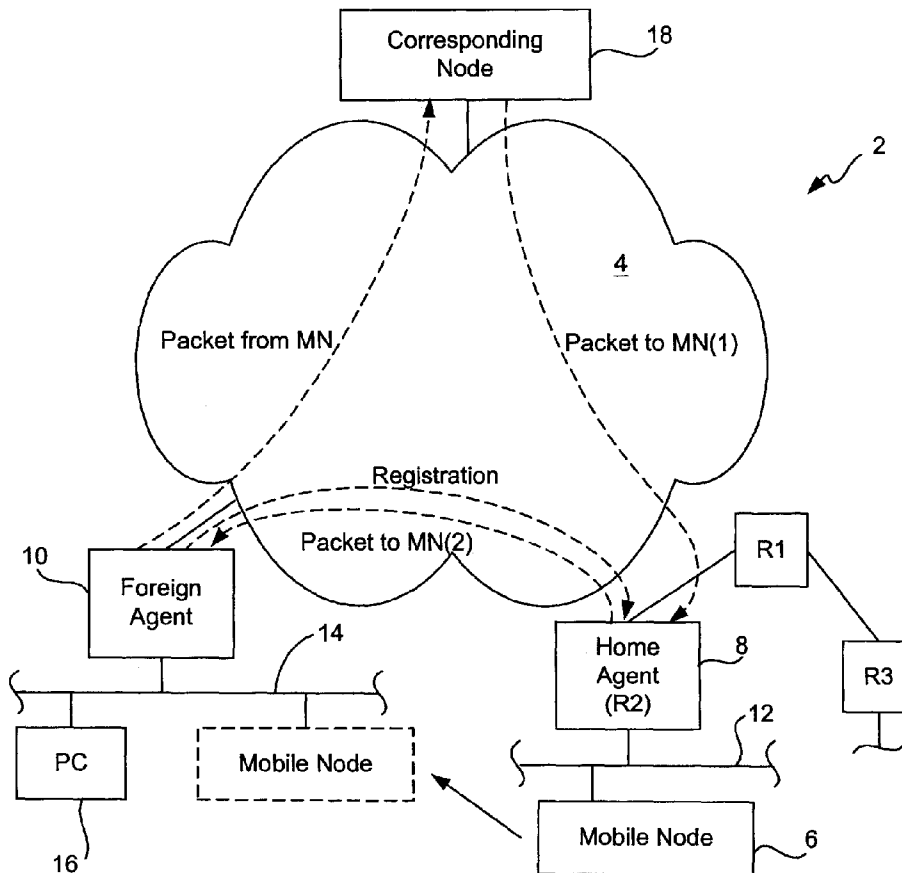 Corresponding
Node
18
2
4
Packet from MN
Packet to MN(1)
Registration
Packet to MN(2)
10
Foreign
Agent
R1
14
Home
Agent
(R2)
8
R3
12
PC
Mobile Node
16
Mobile Node
6